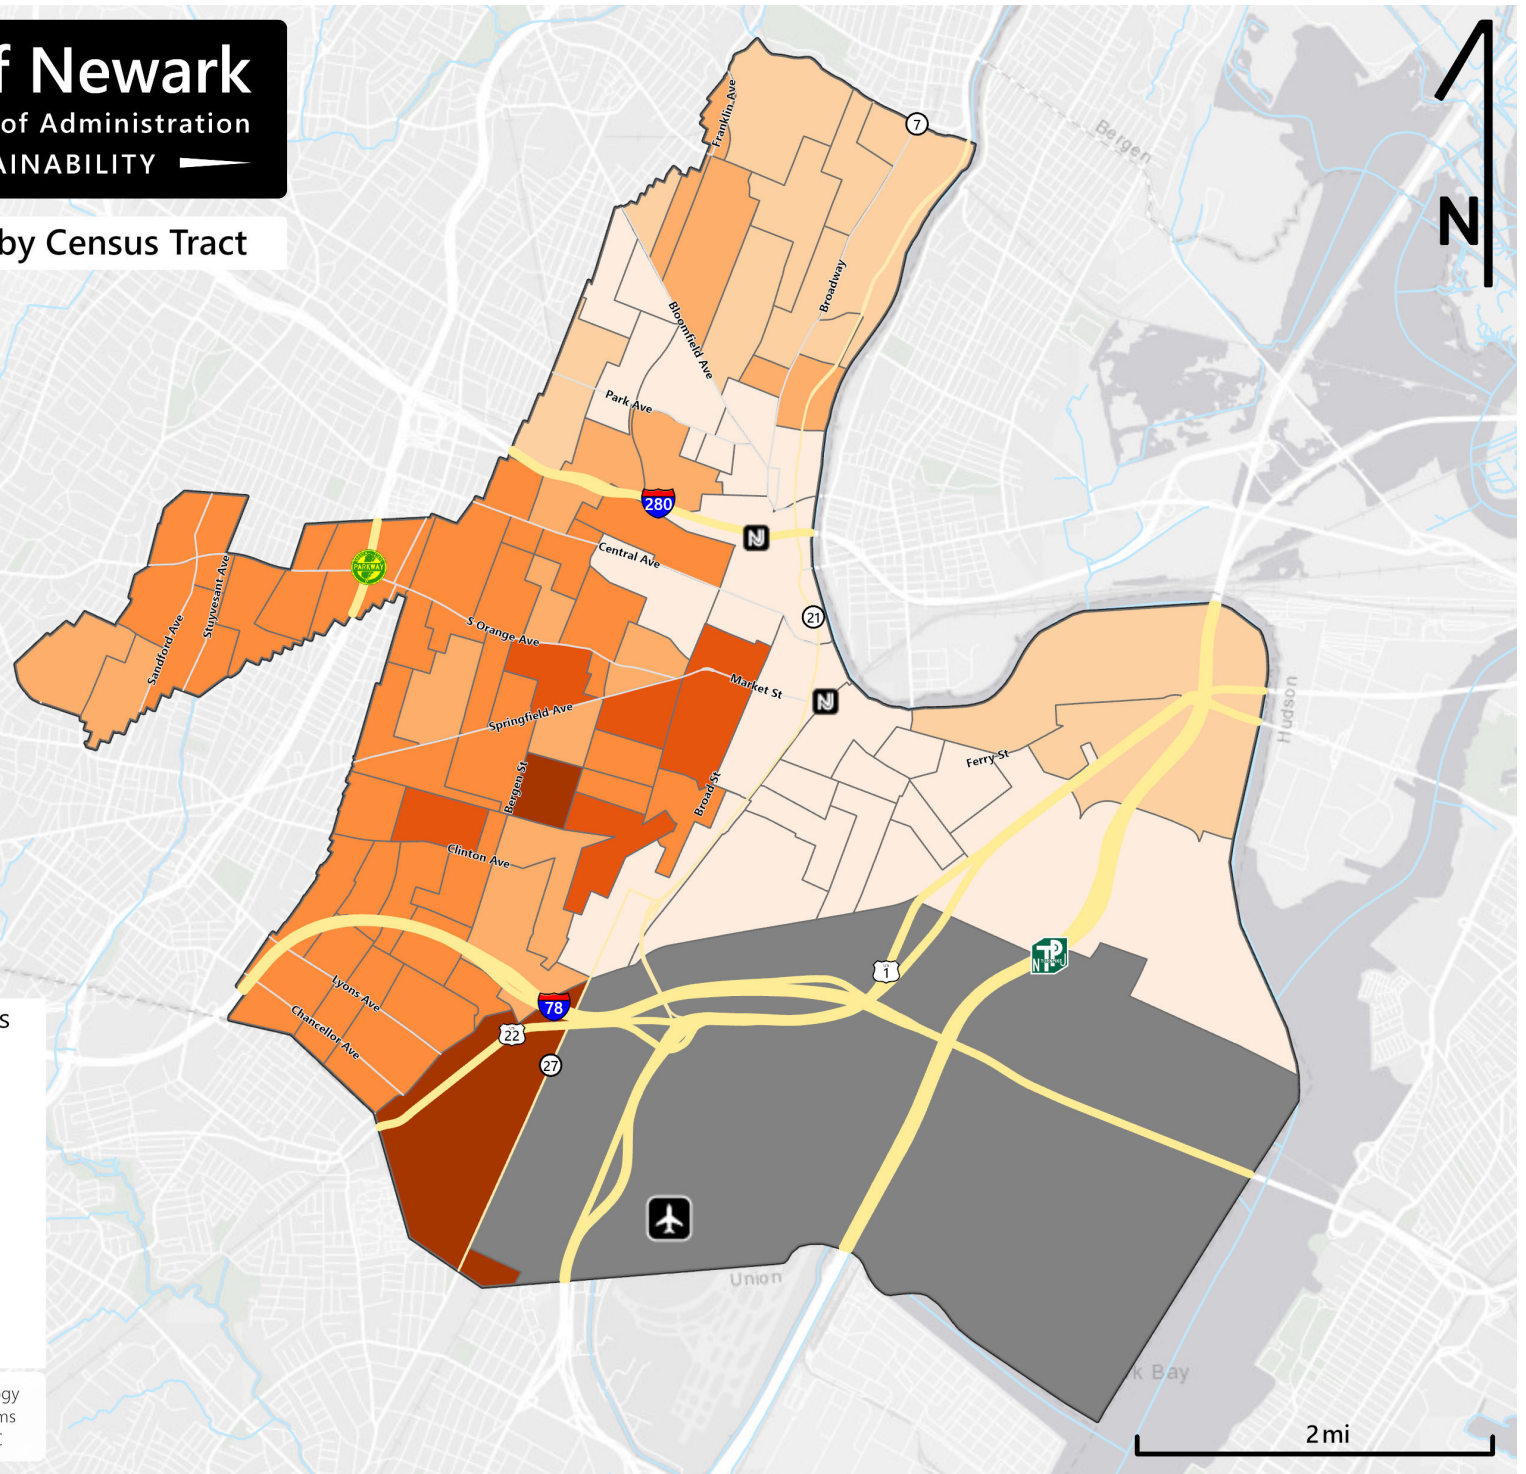 f Newark
of Administration
AINABILITY
by Census Tract
N
Bergen
7
Franklin Ave
Broadway
Bloomfield Ave
Park Ave
280
Central Ave
PARKWAY
Stuyvesant Ave
Sandford Ave
21
S Orange Ave
Market St
Springfield Ave
Hudson
Ferry St
Bergen St
Broad St
Clinton Ave
1
Lyons Ave
78
s
Chancellor Ave
22
27
Union
k Bay
gy
ms
t
2 mi